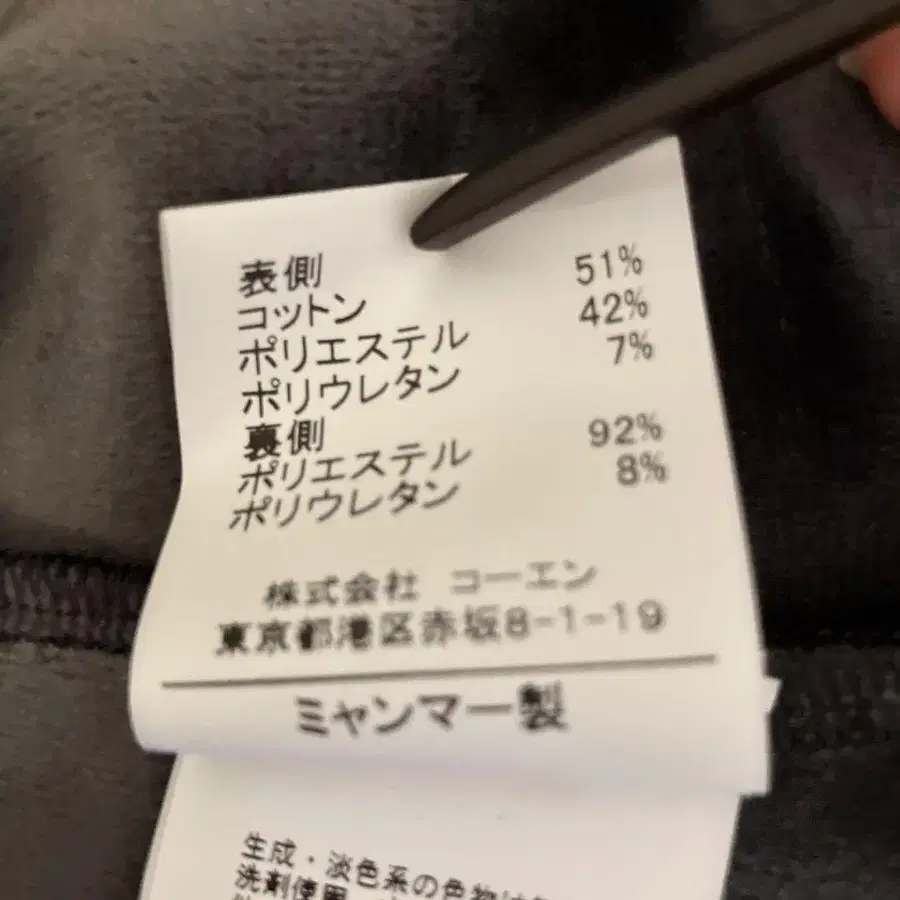 表側
コットン 51%
ポリエステル 42%
ポリウレタン 7%
裏側
ポリエステル 92%
ポリウレタン 8%
株式会社 コーエン
東京都港区赤坂8-1-19
ミャンマー製
生成・淡色系の色物は
洗剤使用